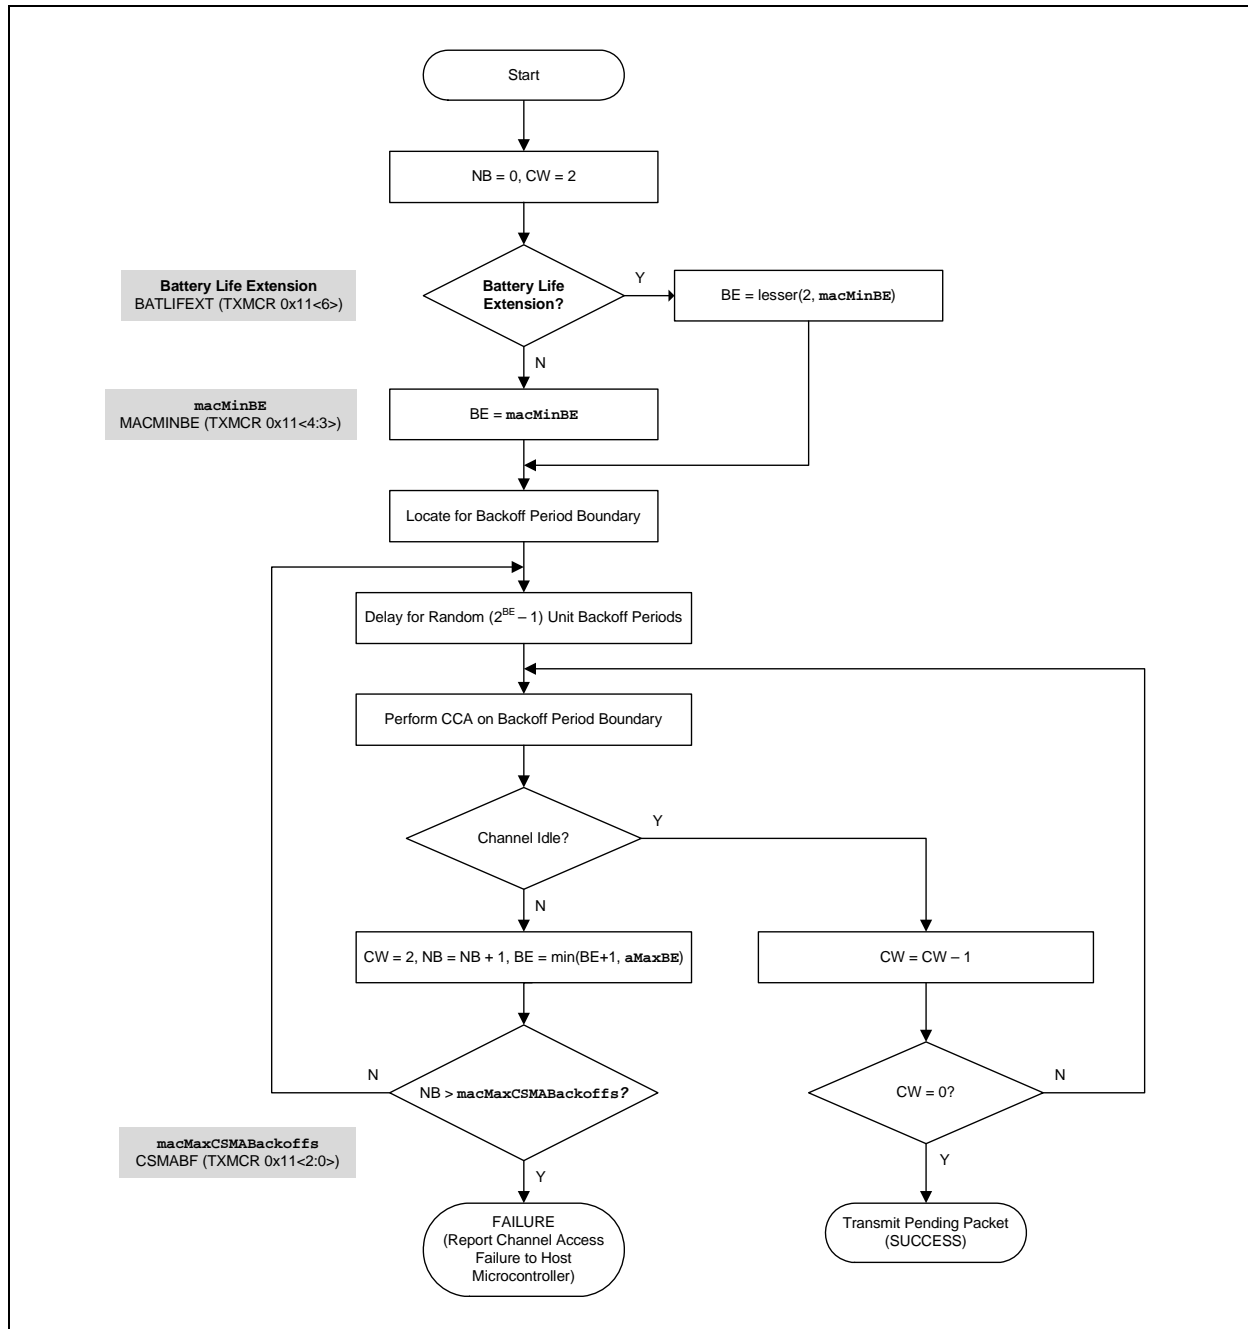 Start
NB = 0, CW = 2
Battery Life Extension
BATLIFEXT (TXMCR 0x11<6>)
Battery Life
Extension?
Y
BE = lesser(2, macMinBE)
N
macMinBE
MACMINBE (TXMCR 0x11<4:3>)
BE = macMinBE
Locate for Backoff Period Boundary
Delay for Random (2^BE – 1) Unit Backoff Periods
Perform CCA on Backoff Period Boundary
Channel Idle?
Y
N
CW = 2, NB = NB + 1, BE = min(BE+1, aMaxBE)
CW = CW – 1
N
NB > macMaxCSMABackoffs?
CW = 0?
N
macMaxCSMABackoffs
CSMABF (TXMCR 0x11<2:0>)
Y
Y
FAILURE
(Report Channel Access
Failure to Host
Microcontroller)
Transmit Pending Packet
(SUCCESS)